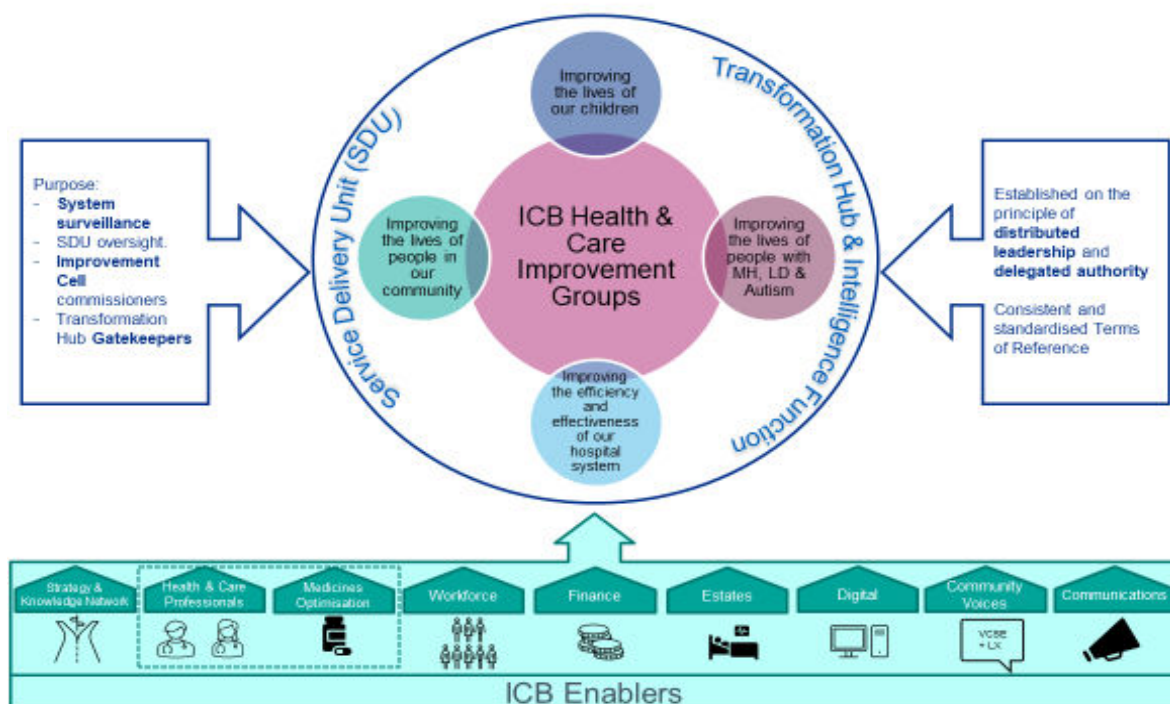 Purpose:
- System
surveillance
- SDU oversight.
- Improvement
Cell
commissioners
- Transformation
Hub Gatekeepers
Service Delivery Unit (SDU)
Improving
the lives of
our children
Improving
the lives of
people in
our
community
ICB Health &
Care
Improvement
Groups
Improving
the lives of
people with
MH, LD &
Autism
Improving
the efficiency
and
effectiveness
of our
hospital
system
Transformation Hub & Intelligence Function
Established on the
principle of
distributed
leadership and
delegated authority
Consistent and
standardised Terms
of Reference
Strategy &
Knowledge Network
Health & Care
Professionals
Medicines
Optimisation
Workforce
Finance
Estates
Digital
Community
Voices
Communications
VCSE
+ LX
ICB Enablers